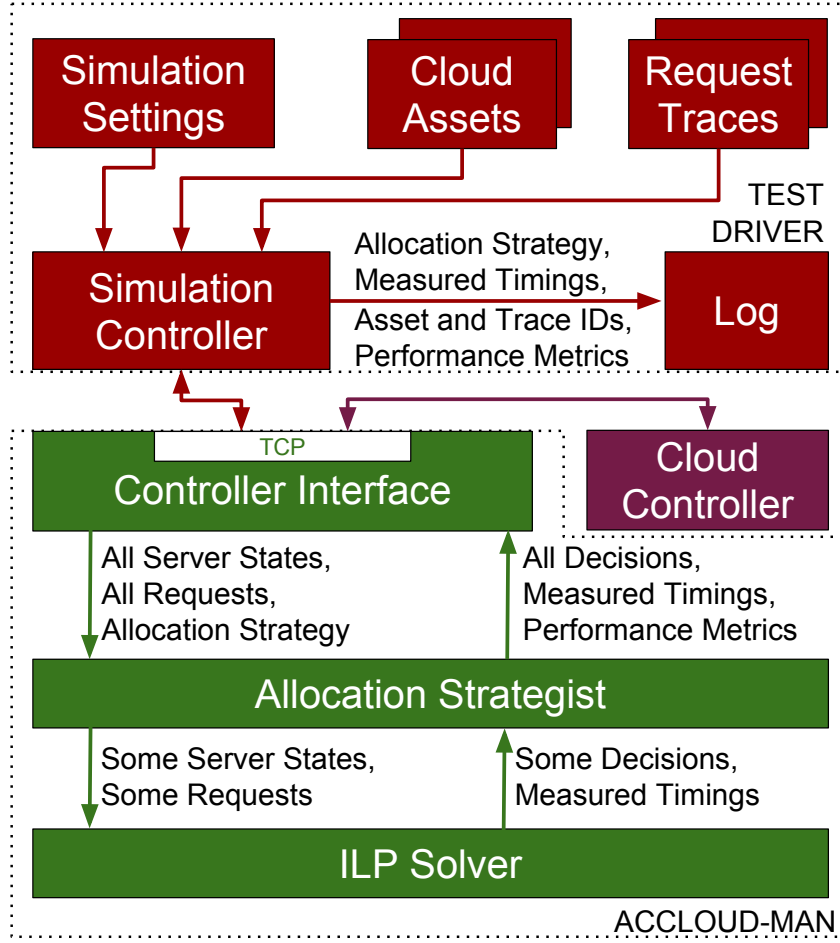 Simulation
Settings
Cloud
Assets
Request
Traces
TEST
DRIVER
Simulation
Controller
Allocation Strategy,
Measured Timings,
Asset and Trace IDs,
Performance Metrics
Log
TCP
Controller Interface
Cloud
Controller
All Server States,
All Requests,
Allocation Strategy
All Decisions,
Measured Timings,
Performance Metrics
Allocation Strategist
Some Server States,
Some Requests
Some Decisions,
Measured Timings
ILP Solver
ACCLOUD-MAN